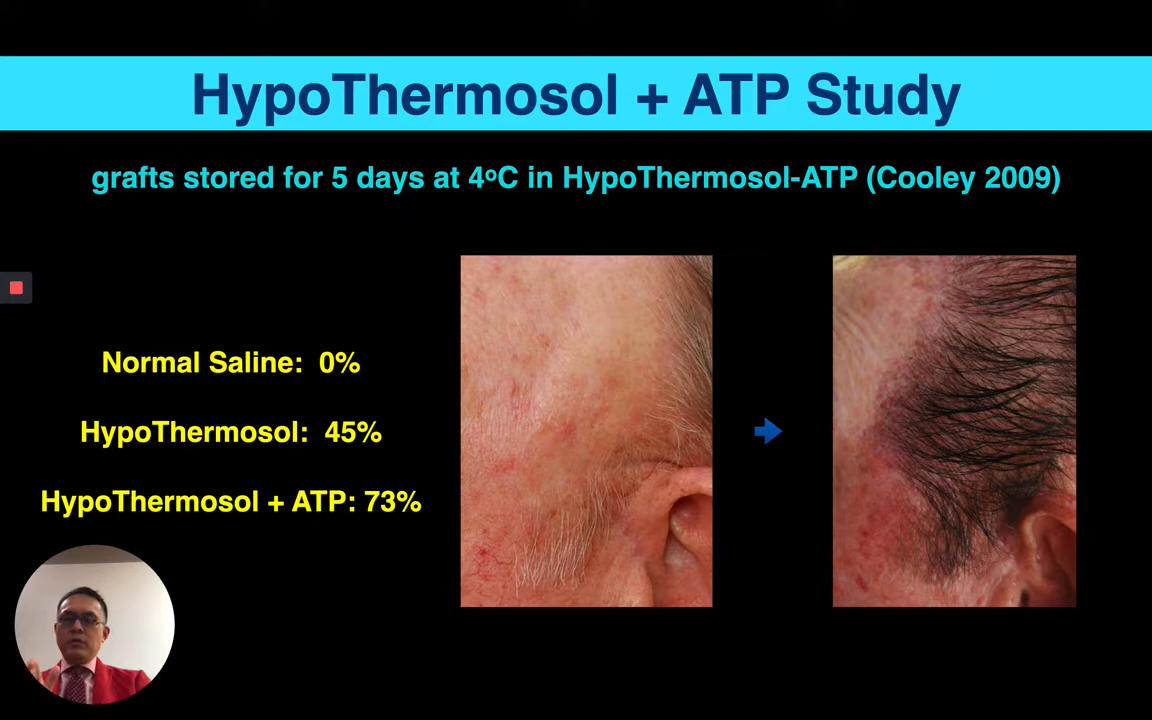 HypoThermosol + ATP Study
grafts stored for 5 days at 4ºC in HypoThermosol-ATP (Cooley 2009)
Normal Saline: 0%
HypoThermosol: 45%
HypoThermosol + ATP: 73%